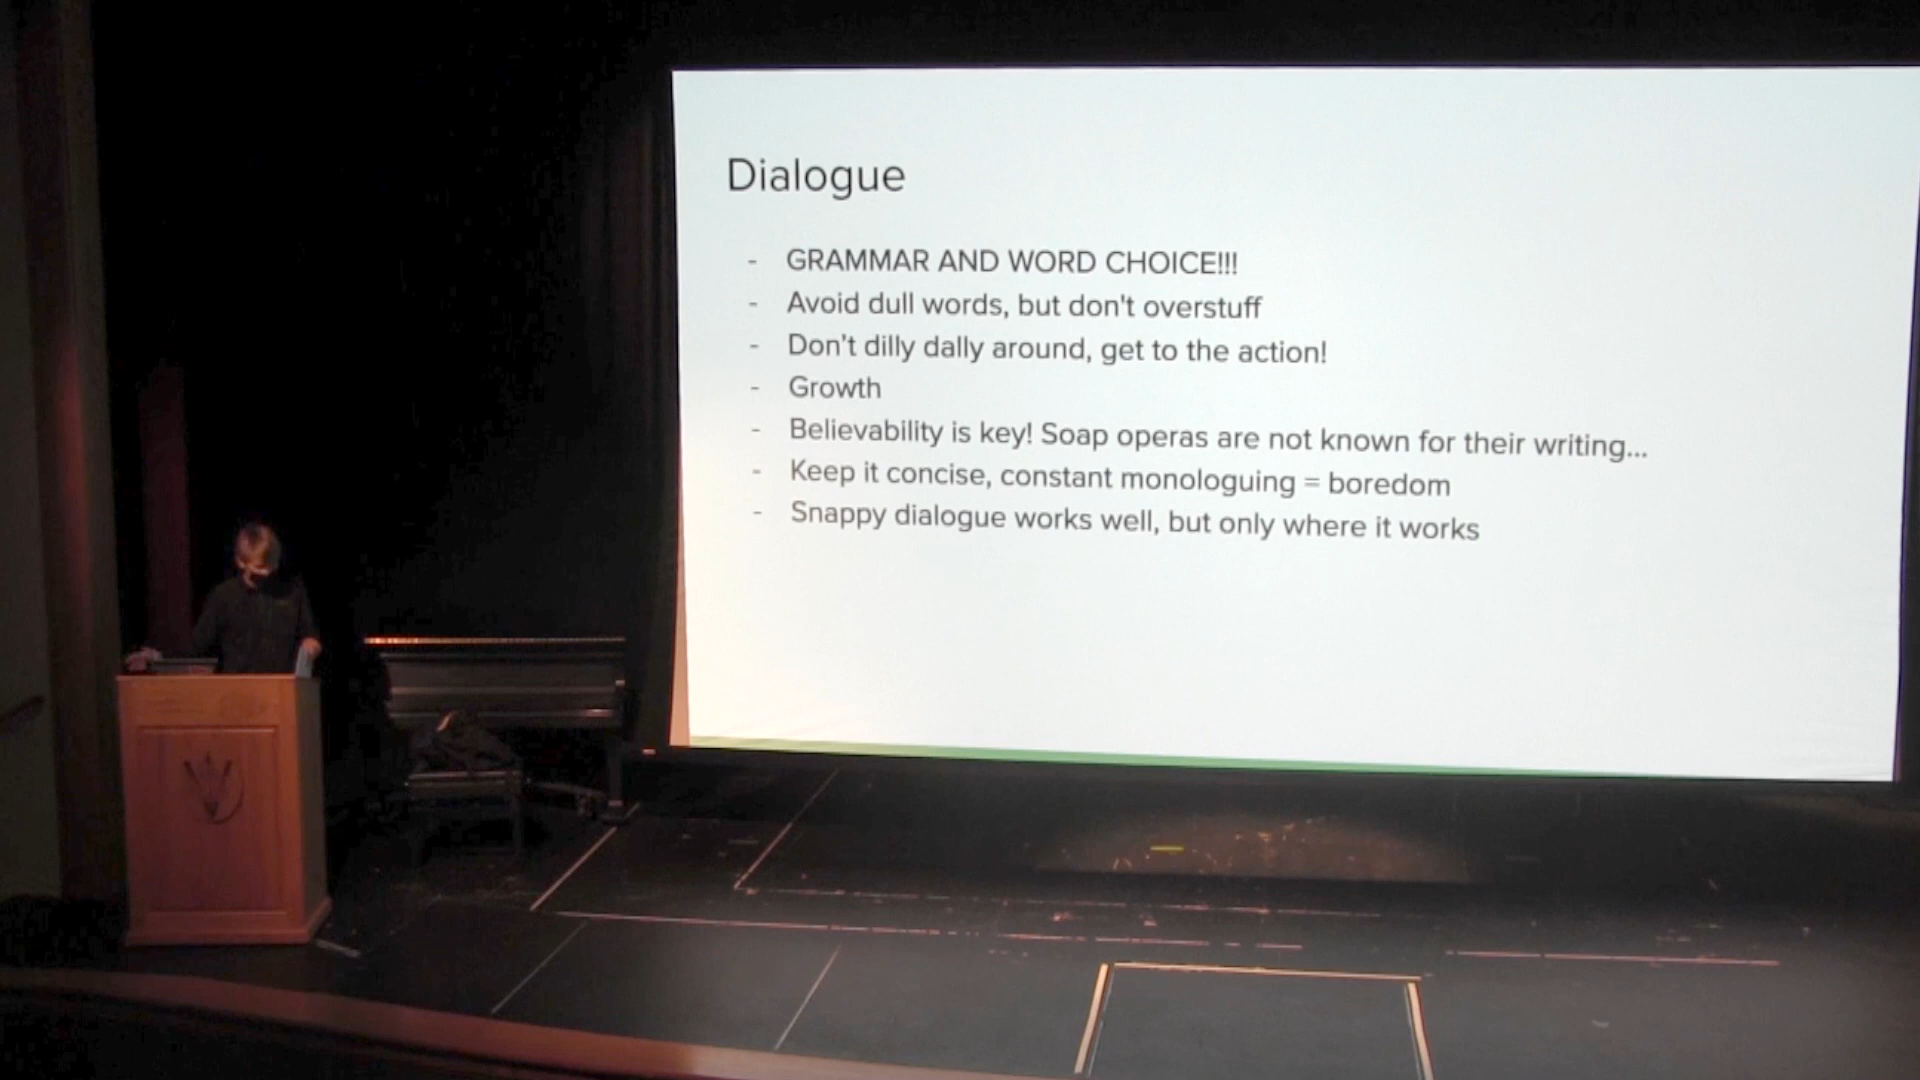 Dialogue
- GRAMMAR AND WORD CHOICE!!!
- Avoid dull words, but don't overstuff
- Don't dilly dally around, get to the action!
- Growth
- Believability is key! Soap operas are not known for their writing...
- Keep it concise, constant monologuing = boredom
- Snappy dialogue works well, but only where it works